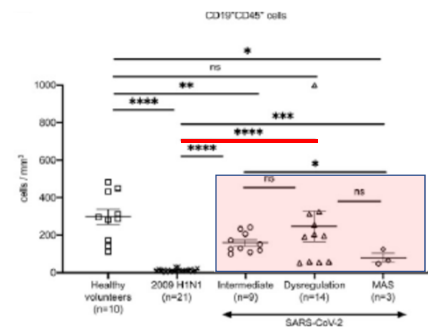 CD19⁺CD45⁺ cells
*
ns
**
****
***
****
****
*
ns
ns
cells / mm³
1000
800
600
400
200
0
Healthy volunteers (n=10)
2009 H1N1 (n=21)
Intermediate (n=9)
Dysregulation (n=14)
MAS (n=3)
SARS-CoV-2